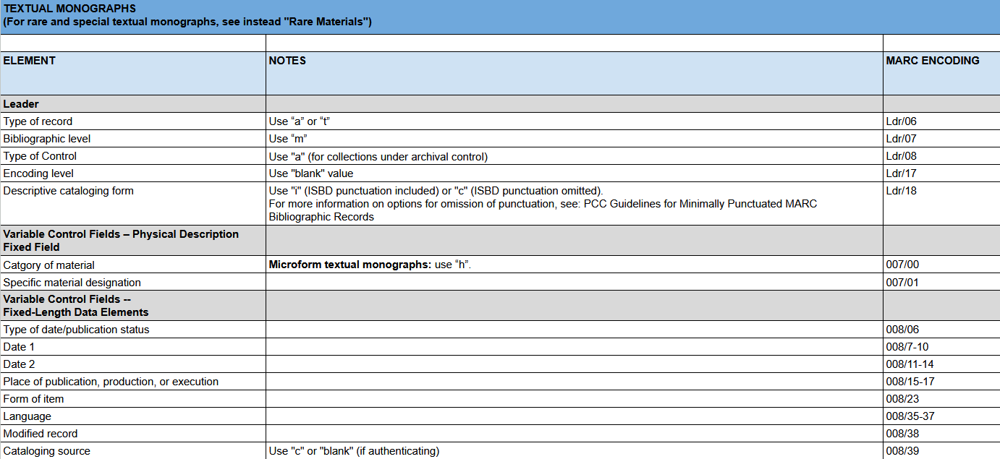 TEXTUAL MONOGRAPHS
(For rare and special textual monographs, see instead "Rare Materials")
ELEMENT NOTES MARC ENCODING
Leader
Type of record Use “a” or “t” Ldr/06
Bibliographic level Use “m” Ldr/07
Type of Control Use "a" (for collections under archival control) Ldr/08
Encoding level Use "blank" value Ldr/17
Descriptive cataloging form Use "i" (ISBD punctuation included) or "c" (ISBD punctuation omitted). Ldr/18
For more information on options for omission of punctuation, see: PCC Guidelines for Minimally Punctuated MARC
Bibliographic Records
Variable Control Fields – Physical Description
Fixed Field
Catgory of material Microform textual monographs: use “h”. 007/00
Specific material designation 007/01
Variable Control Fields --
Fixed-Length Data Elements
Type of date/publication status 008/06
Date 1 008/7-10
Date 2 008/11-14
Place of publication, production, or execution 008/15-17
Form of item 008/23
Language 008/35-37
Modified record 008/38
Cataloging source Use "c" or "blank" (if authenticating) 008/39